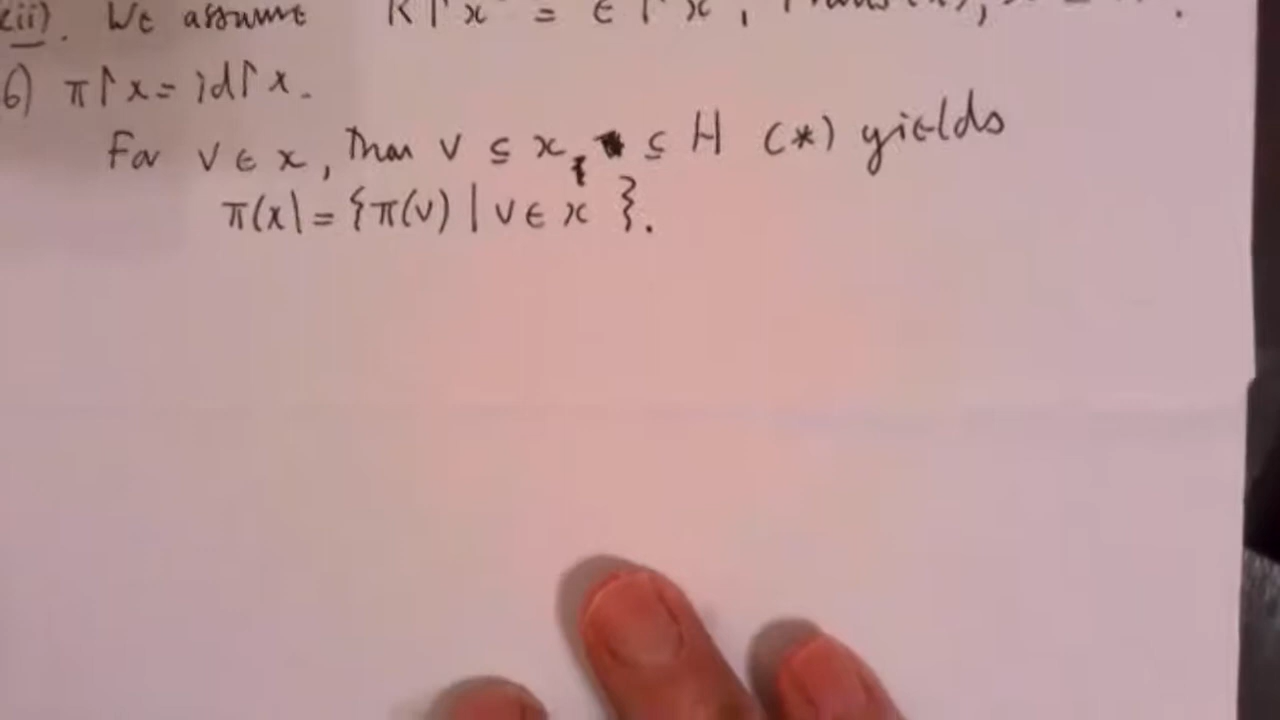 (ii). We assume R↾x = ∈↾x,
6) π↾x = id↾x.
For v ∈ x, then v ⊆ x, ⊆ H (*) yields
π(x) = {π(v) | v ∈ x }.